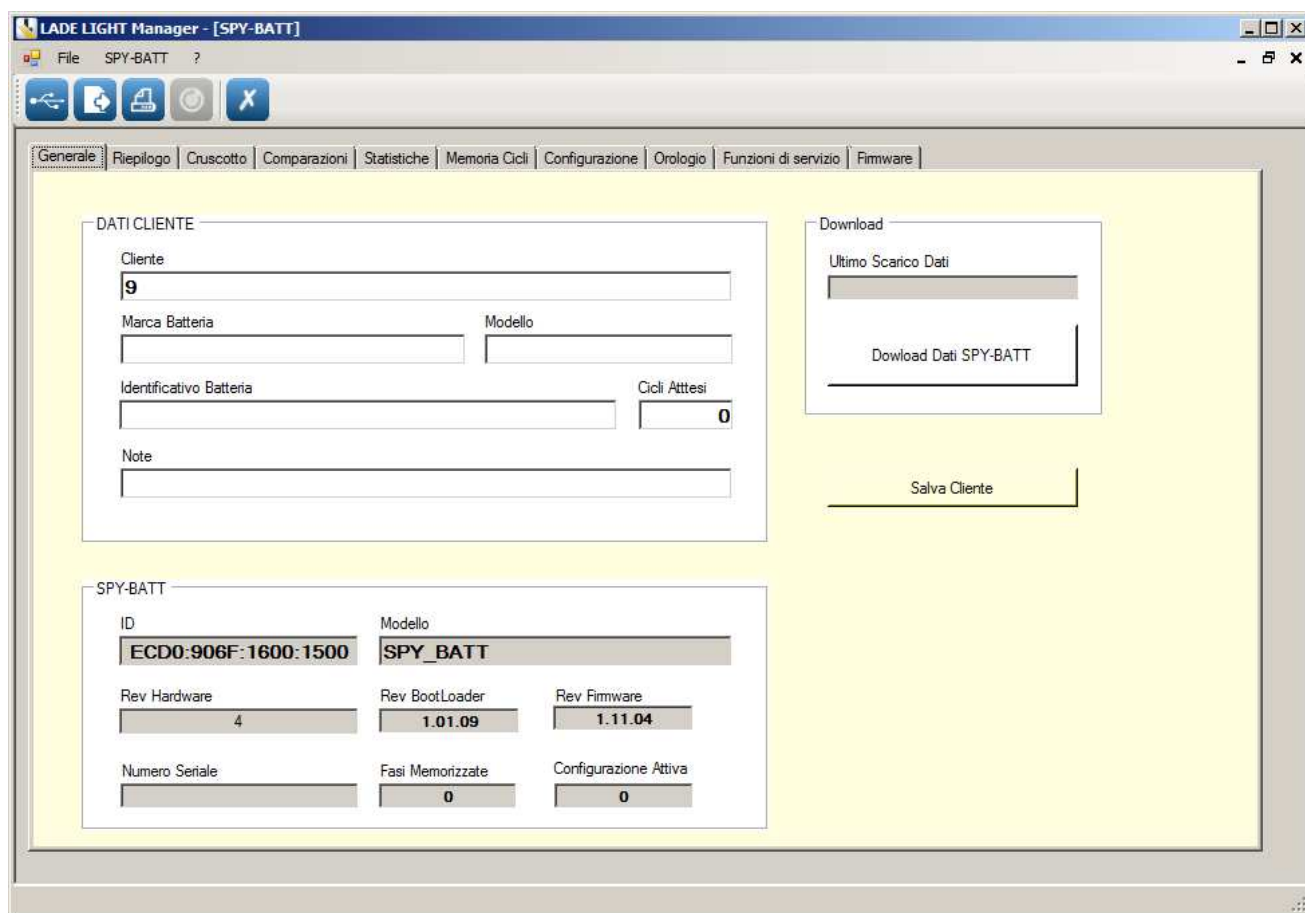 LADE LIGHT Manager - [SPY-BATT]
File SPY-BATT ?
Generale Riepilogo Cruscotto Comparazioni Statistiche Memoria Cicli Configurazione Orologio Funzioni di servizio Firmware
DATI CLIENTE
Cliente
9
Marca Batteria Modello
Identificativo Batteria Cicli Atttesi
0
Note
Download
Ultimo Scarico Dati
Dowload Dati SPY-BATT
Salva Cliente
SPY-BATT
ID Modello
ECD0:906F:1600:1500 SPY_BATT
Rev Hardware Rev BootLoader Rev Firmware
4 1.01.09 1.11.04
Numero Seriale Fasi Memorizzate Configurazione Attiva
0 0